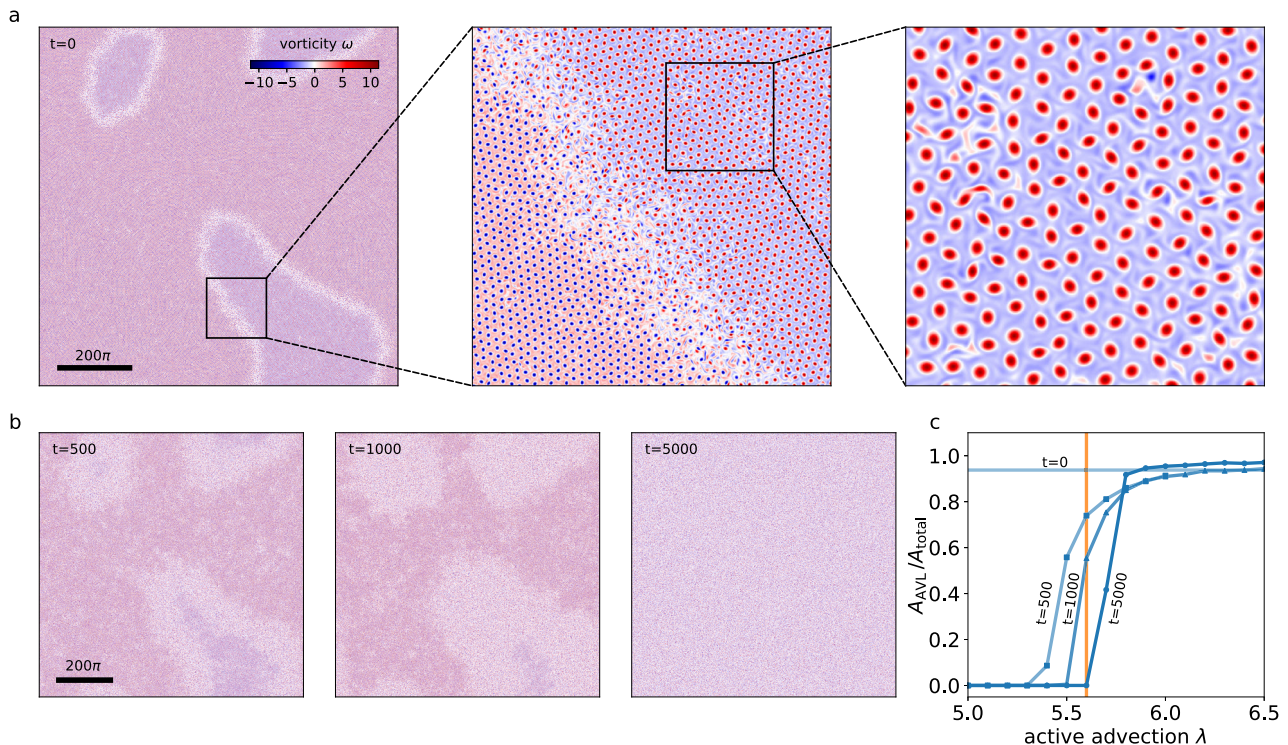 a
t=0
vorticity ω
−10 −5 0 5 10
200π
b
t=500
200π
t=1000
t=5000
c
A_AVL/A_total
1.0
0.8
0.6
0.4
0.2
0.0
t=0
t=500
t=1000
t=5000
5.0 5.5 6.0 6.5
active advection λ